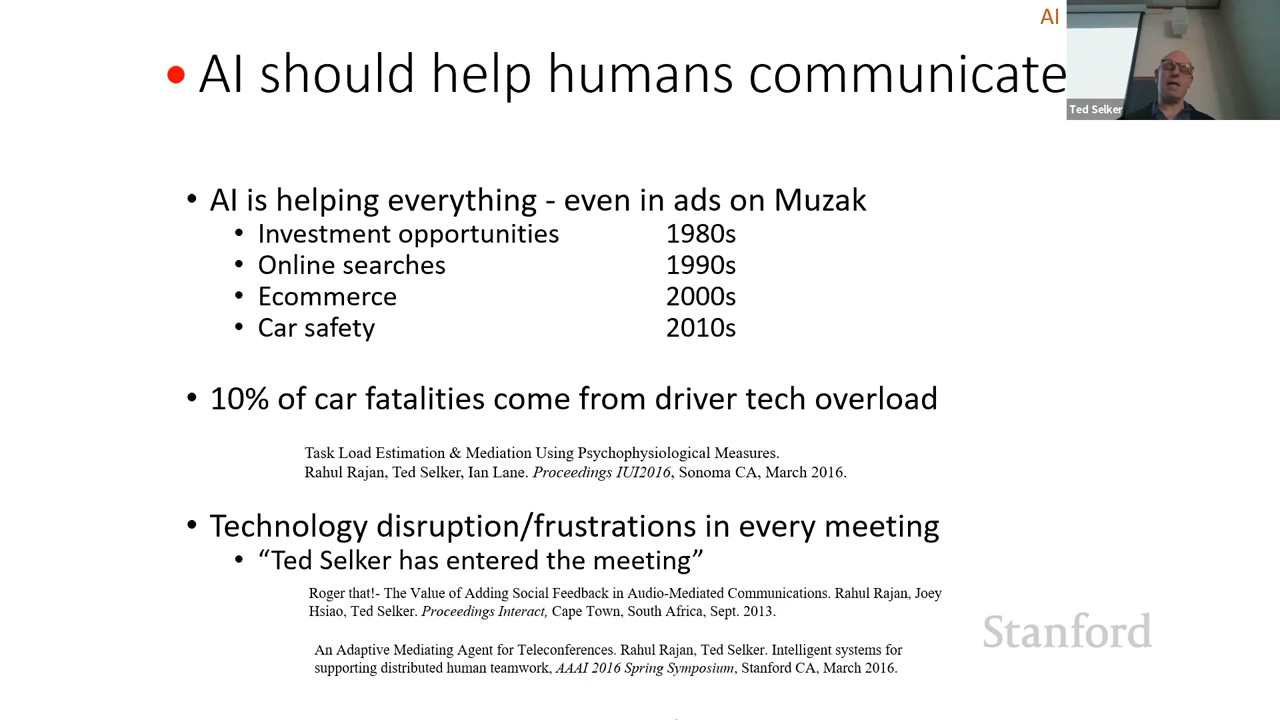 AI
• AI should help humans communicate
Ted Selker
• AI is helping everything - even in ads on Muzak
• Investment opportunities 1980s
• Online searches 1990s
• Ecommerce 2000s
• Car safety 2010s
• 10% of car fatalities come from driver tech overload
Task Load Estimation & Mediation Using Psychophysiological Measures.
Rahul Rajan, Ted Selker, Ian Lane. Proceedings IUI2016, Sonoma CA, March 2016.
• Technology disruption/frustrations in every meeting
• “Ted Selker has entered the meeting”
Roger that!- The Value of Adding Social Feedback in Audio-Mediated Communications. Rahul Rajan, Joey
Hsiao, Ted Selker. Proceedings Interact, Cape Town, South Africa, Sept. 2013.
Stanford
An Adaptive Mediating Agent for Teleconferences. Rahul Rajan, Ted Selker. Intelligent systems for
supporting distributed human teamwork, AAAI 2016 Spring Symposium, Stanford CA, March 2016.